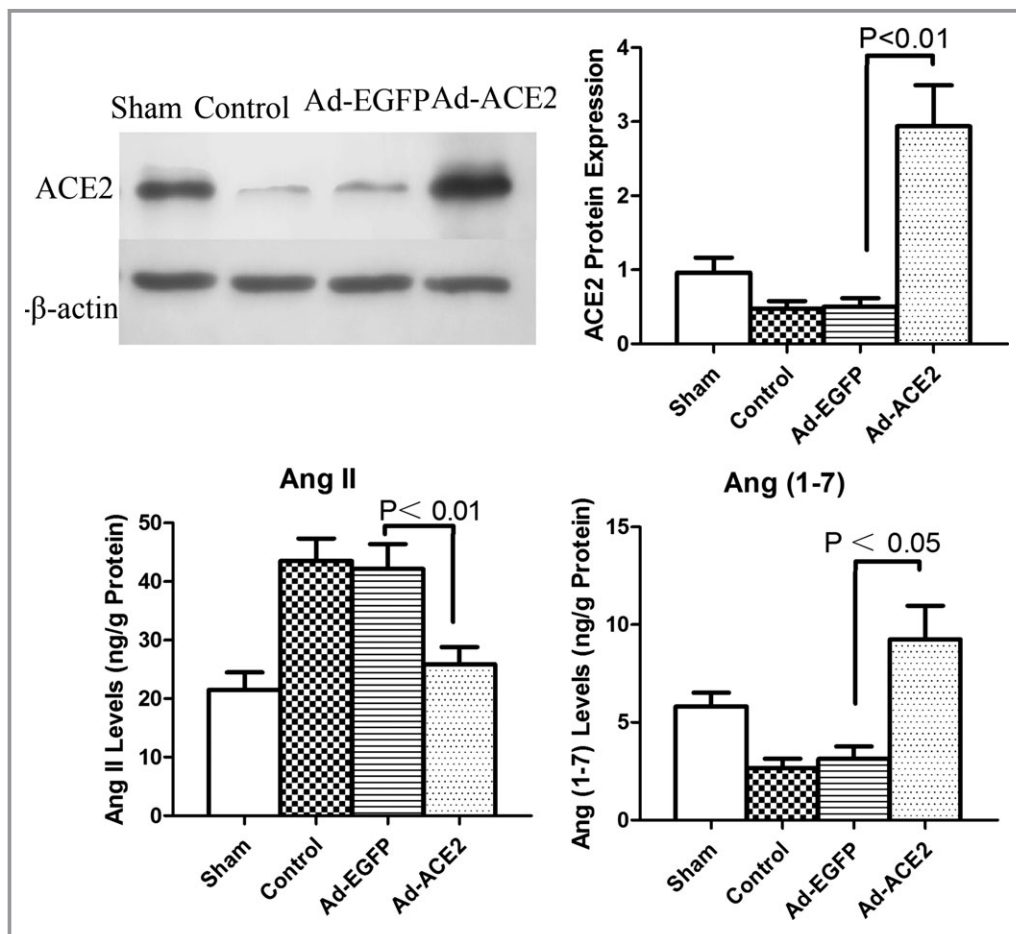 Sham Control Ad-EGFP Ad-ACE2
ACE2
-β-actin
P<0.01
ACE2 Protein Expression
4
3
2
1
0
Sham
Control
Ad-EGFP
Ad-ACE2
Ang II
P< 0.01
Ang II Levels (ng/g Protein)
50
40
30
20
10
0
Sham
Control
Ad-EGFP
Ad-ACE2
Ang (1-7)
P < 0.05
Ang (1-7) Levels (ng/g Protein)
15
10
5
0
Sham
Control
Ad-EGFP
Ad-ACE2